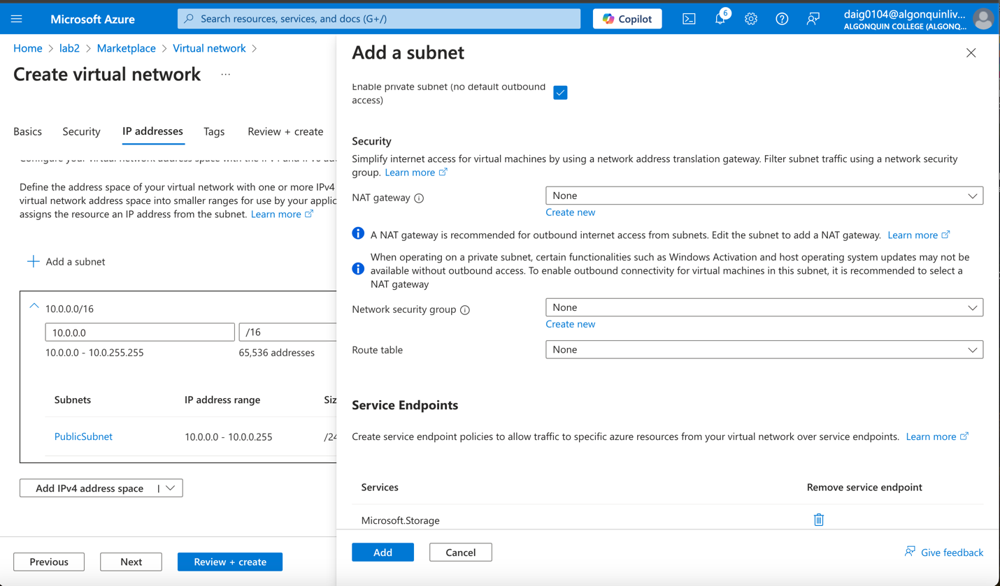 Microsoft Azure
Search resources, services, and docs (G+/)
Copilot
6
daig0104@algonquinliv...
ALGONQUIN COLLEGE (ALGONQ...
Home > lab2 > Marketplace > Virtual network >
Create virtual network ...
Basics Security IP addresses Tags Review + create
Define the address space of your virtual network with one or more IPv4
virtual network address space into smaller ranges for use by your applic
assigns the resource an IP address from the subnet. Learn more
+ Add a subnet
10.0.0.0/16
10.0.0.0 /16
10.0.0.0 - 10.0.255.255 65,536 addresses
Subnets IP address range Siz
PublicSubnet 10.0.0.0 - 10.0.0.255 /24
Add IPv4 address space |
Previous Next Review + create
Add a subnet
Enable private subnet (no default outbound
access)
Security
Simplify internet access for virtual machines by using a network address translation gateway. Filter subnet traffic using a network security
group. Learn more
NAT gateway None
Create new
A NAT gateway is recommended for outbound internet access from subnets. Edit the subnet to add a NAT gateway. Learn more
When operating on a private subnet, certain functionalities such as Windows Activation and host operating system updates may not be
available without outbound access. To enable outbound connectivity for virtual machines in this subnet, it is recommended to select a
NAT gateway
Network security group None
Create new
Route table None
Service Endpoints
Create service endpoint policies to allow traffic to specific azure resources from your virtual network over service endpoints. Learn more
Services Remove service endpoint
Microsoft.Storage
Add Cancel Give feedback